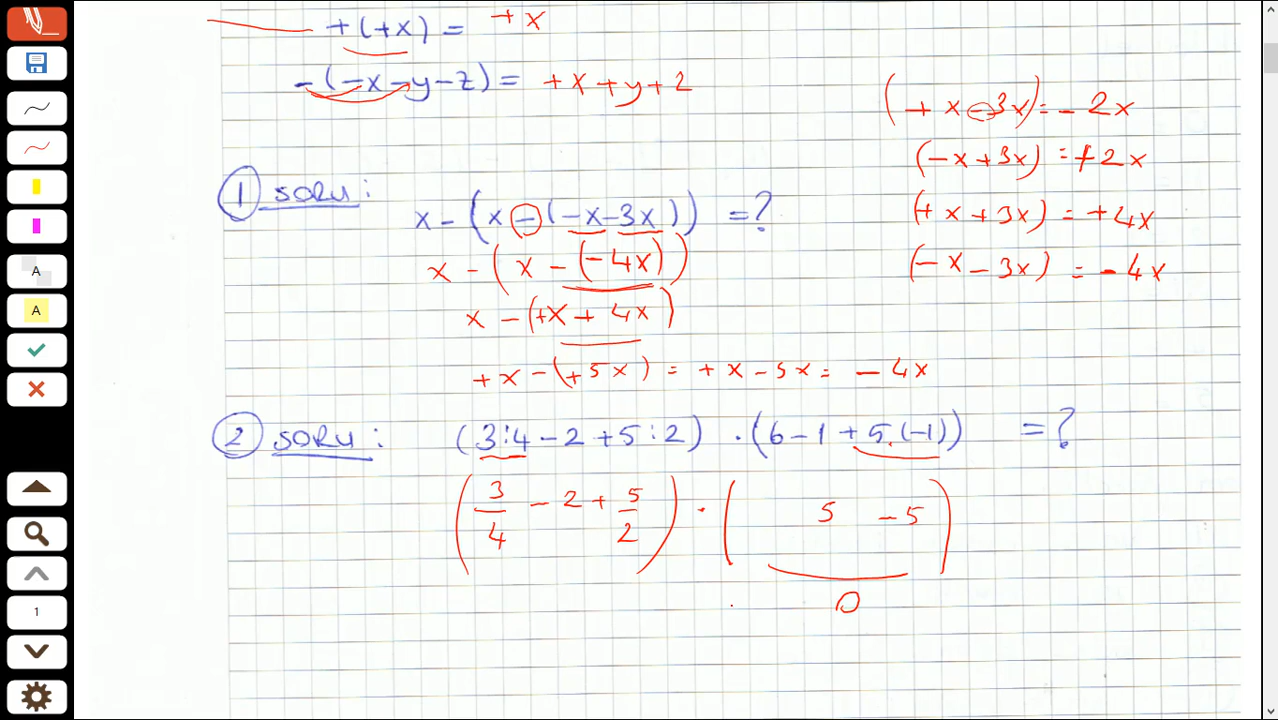 +(+x) = +x
-(-x-y-z) = +x+y+z
(+x-3x) = -2x
(-x+3x) = +2x
(+x+3x) = +4x
(-x-3x) = -4x
1 soru:
x-(x-(-x-3x)) =?
x-(x-(-4x))
x-(+x+4x)
+x-(+5x) = +x-5x = -4x
2 soru: (3:4-2+5:2).(6-1+5.(-1)) =?
(3/4 - 2 + 5/2) . (5 -5)
0
A
A
1